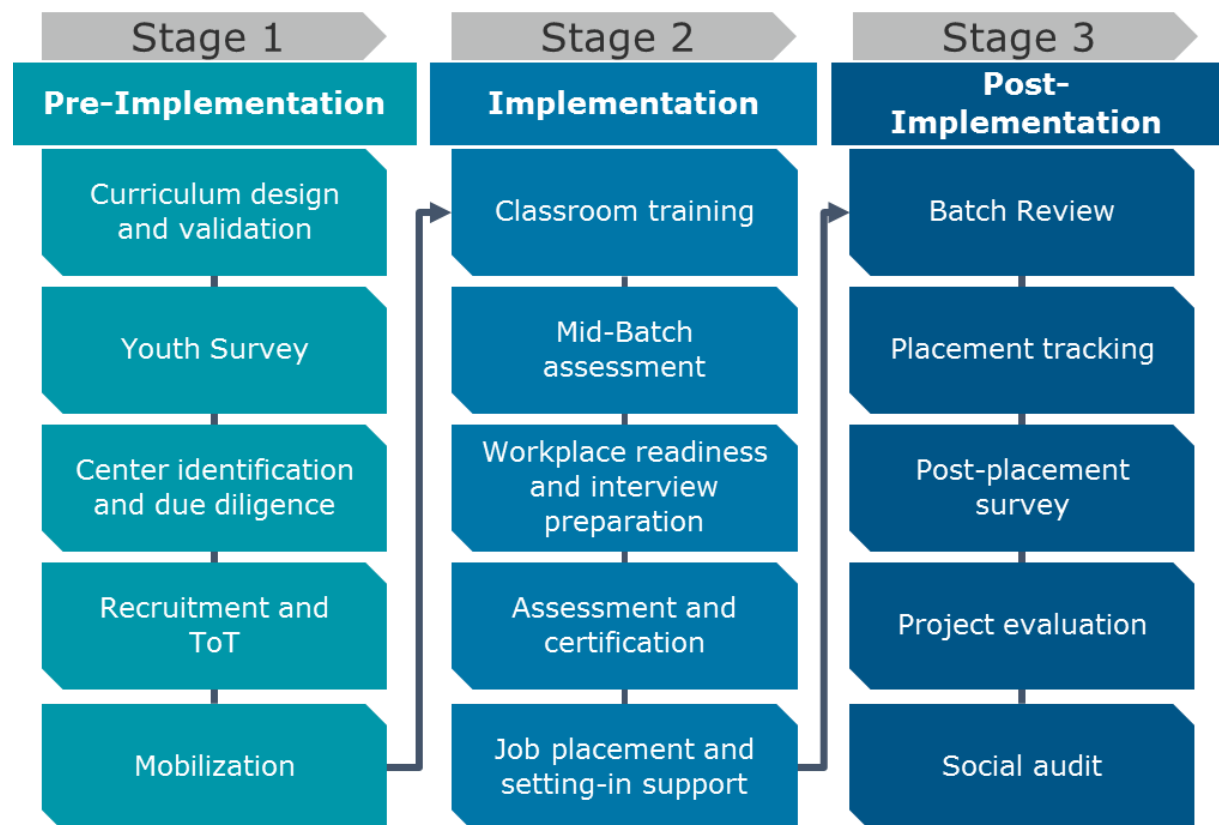 Stage 1
Pre-Implementation
Curriculum design
and validation
Youth Survey
Center identification
and due diligence
Recruitment and
ToT
Mobilization
Stage 2
Implementation
Classroom training
Mid-Batch
assessment
Workplace readiness
and interview
preparation
Assessment and
certification
Job placement and
setting-in support
Stage 3
Post-
Implementation
Batch Review
Placement tracking
Post-placement
survey
Project evaluation
Social audit